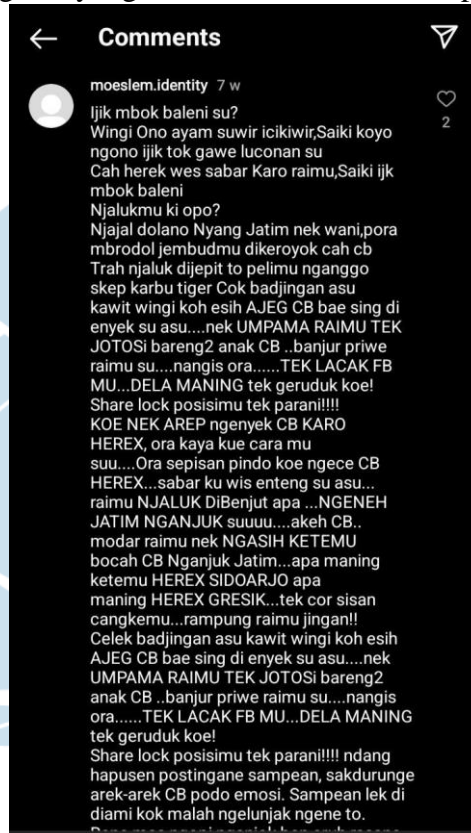 Comments
moeslem.identity 7 w
Ijik mbok baleni su?
2
Wingi Ono ayam suwir icikiwir,Saiki koyo
ngono ijik tok gawe luconan su
Cah herek wes sabar Karo raimu,Saiki ijk
mbok baleni
Njalukmu ki opo?
Njajal dolano Nyang Jatim nek wani,pora
mbrodol jembudmu dikeroyok cah cb
Trah njaluk dijepit to pelimu nganggo
skep karbu tiger Cok badjingan asu
kawit wingi koh esih AJEG CB bae sing di
enyek su asu....nek UMPAMA RAIMU TEK
JOTOSi bareng2 anak CB ..banjur priwe
raimu su....nangis ora......TEK LACAK FB
MU...DELA MANING tek geruduk koe!
Share lock posisimu tek parani!!!!
KOE NEK AREP NGENYEK CB KARO
HEREX, ora kaya kue cara mu
suu....Ora sepisan pindo koe ngece CB
HEREX...sabar ku wis enteng su asu...
raimu NJALUK DiBenjut apa ...NGENEH
JATIM NGANJUK suuuu....akeh CB..
modar raimu nek NGASIH KETEMU
bocah CB Nganjuk Jatim...apa maning
ketemu HEREX SIDOARJO apa
maning HEREX GRESIK...tek cor sisan
cangkemu...rampung raimu jingan!!
Celek badjingan asu kawit wingi koh esih
AJEG CB bae sing di enyek su asu....nek
UMPAMA RAIMU TEK JOTOSi bareng2
anak CB ..banjur priwe raimu su....nangis
ora......TEK LACAK FB MU...DELA MANING
tek geruduk koe!
Share lock posisimu tek parani!!!! ndang
hapusen postingane sampean, sakdurunge
arek-arek CB podo emosi. Sampean lek di
diami kok malah ngelunjak ngene to.